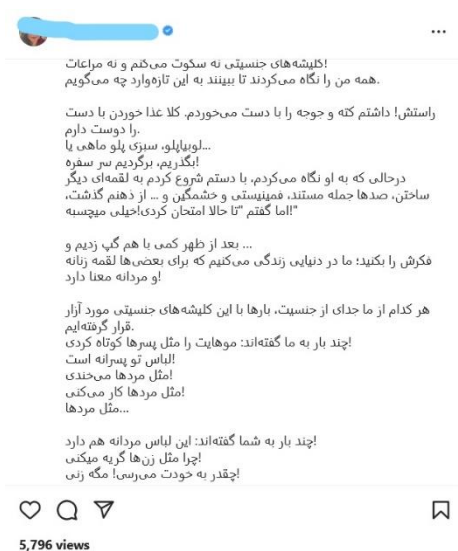 کلیشه‌های جنسیتی نه سکوت می‌کنم و نه مراعات!
همه من را نگاه می‌کردند تا ببینند به این تازه‌وارد چه می‌گویم.
راستش! داشتم کته و جوجه را با دست می‌خوردم. کلا غذا خوردن با دست
را دوست دارم.
لوبیاپلو، سبزی پلو ماهی یا...
بگذریم، برگردیم سر سفره!
درحالی که به او نگاه می‌کردم، با دستم شروع کردم به لقمه‌ای دیگر
ساختن، صدها جمله مستند، فمینیستی و خشمگین و ... از ذهنم گذشت،
اما گفتم "تا حالا امتحان کردی!خیلی میچسبه!"
بعد از ظهر کمی با هم گپ زدیم و ...
فکرش را بکنید؛ ما در دنیایی زندگی می‌کنیم که برای بعضی‌ها لقمه زنانه
و مردانه معنا دارد!
هر کدام از ما جدای از جنسیت، بارها با این کلیشه‌های جنسیتی مورد آزار
قرار گرفته‌ایم.
چند بار به ما گفته‌اند: موهایت را مثل پسرها کوتاه کردی!
لباس تو پسرانه است!
مثل مردها می‌خندی!
مثل مردها کار می‌کنی!
مثل مردها...
چند بار به شما گفته‌اند: این لباس مردانه هم دارد!
چرا مثل زن‌ها گریه میکنی!
چقدر به خودت می‌رسی! مگه زنی!
5,796 views